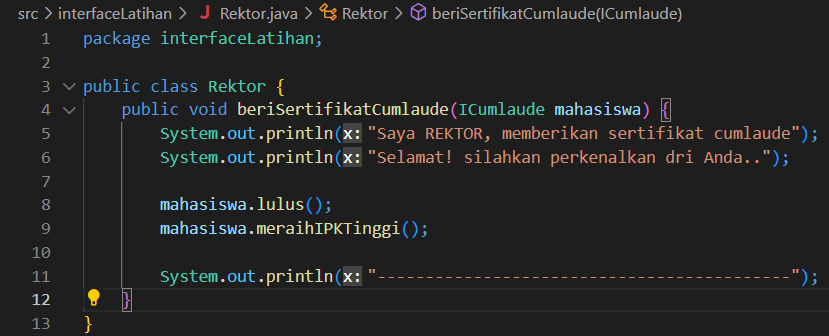 src > interfaceLatihan > J Rektor.java > Rektor > beriSertifikatCumlaude(ICumlaude)
1 package interfaceLatihan;
2
3 public class Rektor {
4 public void beriSertifikatCumlaude(ICumlaude mahasiswa) {
5 System.out.println(x: "Saya REKTOR, memberikan sertifikat cumlaude");
6 System.out.println(x: "Selamat! silahkan perkenalkan dri Anda..");
7
8 mahasiswa.lulus();
9 mahasiswa.meraihIPKTinggi();
10
11 System.out.println(x: "-------------------------------------------");
12 }
13 }